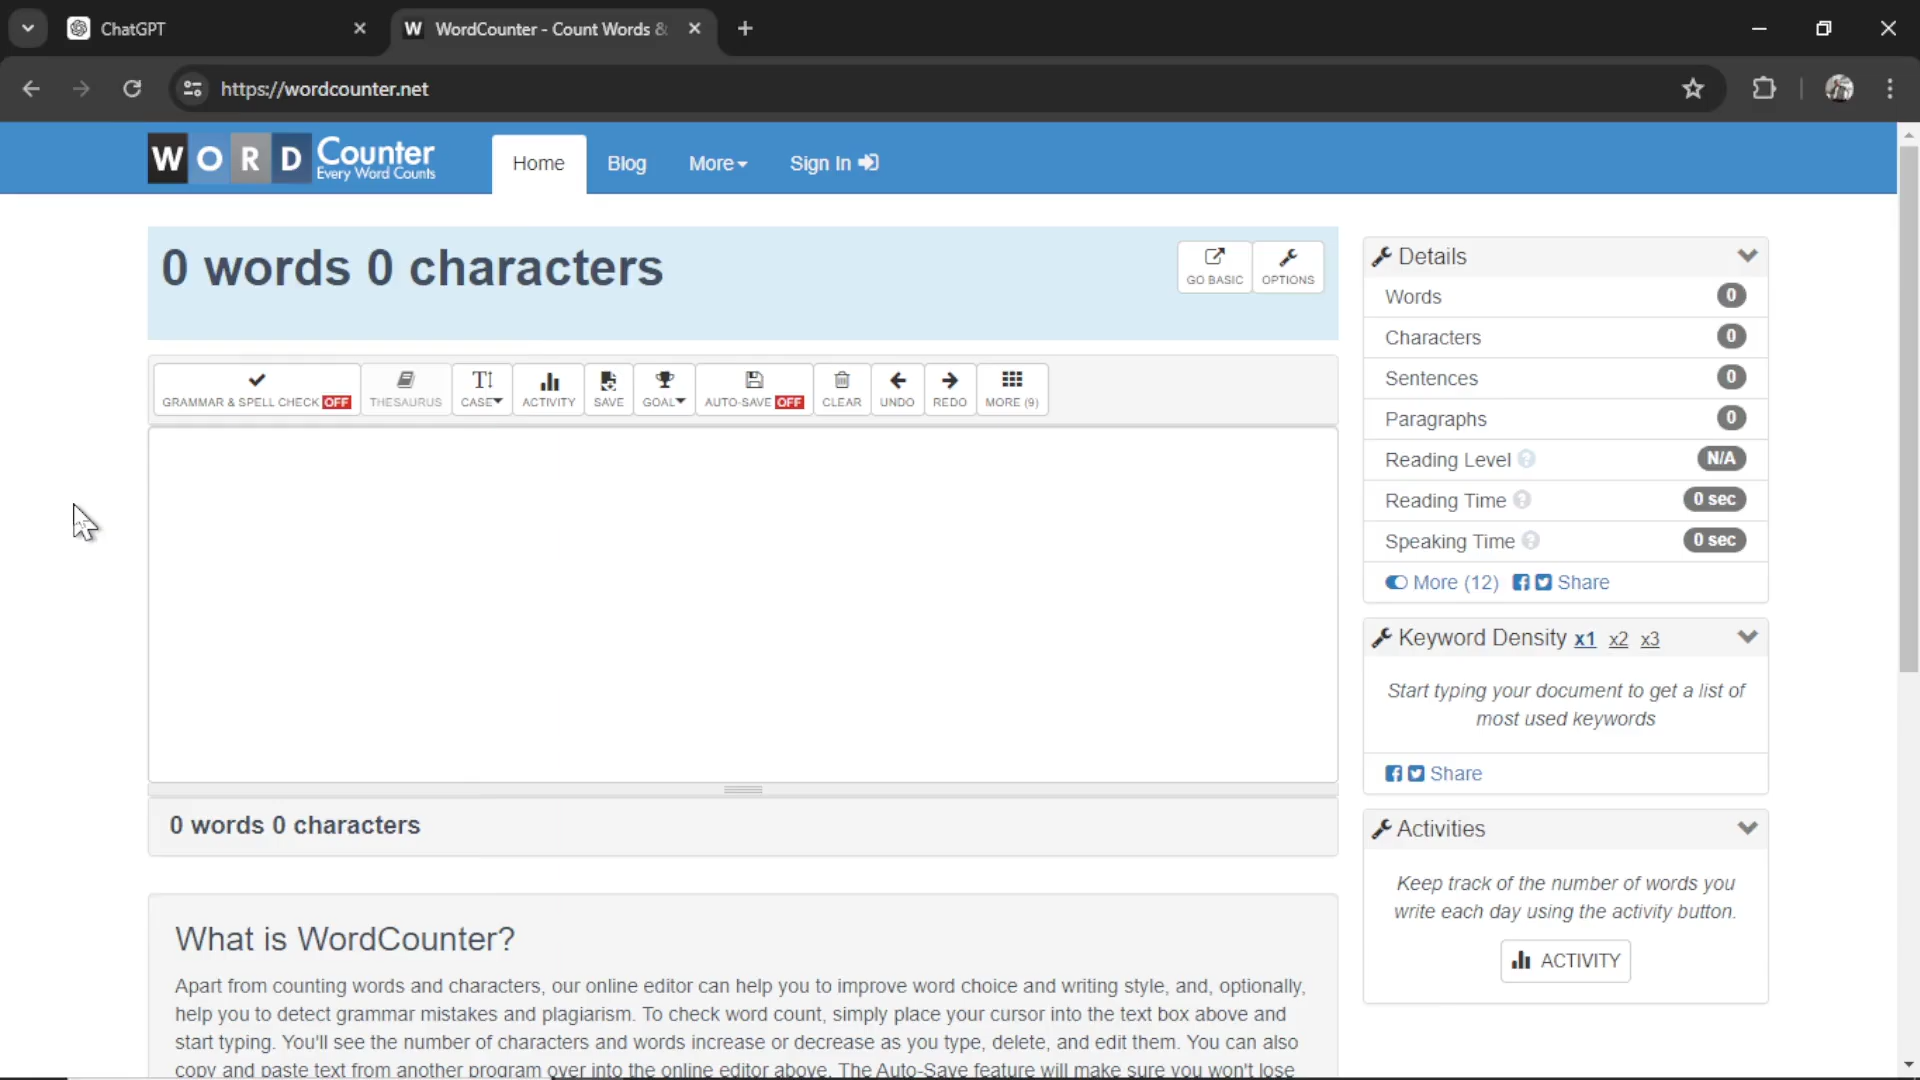 ChatGPT
W WordCounter - Count Words &
https://wordcounter.net
WORD Counter
Every Word Counts
Home
Blog
More
Sign In
0 words 0 characters
GO BASIC
OPTIONS
GRAMMAR & SPELL CHECK OFF
THESAURUS
CASE
ACTIVITY
SAVE
GOAL
AUTO-SAVE OFF
CLEAR
UNDO
REDO
MORE (9)
0 words 0 characters
What is WordCounter?
Apart from counting words and characters, our online editor can help you to improve word choice and writing style, and, optionally,
help you to detect grammar mistakes and plagiarism. To check word count, simply place your cursor into the text box above and
start typing. You'll see the number of characters and words increase or decrease as you type, delete, and edit them. You can also
copy and paste text from another program over into the online editor above. The Auto-Save feature will make sure you won't lose
Details
Words 0
Characters 0
Sentences 0
Paragraphs 0
Reading Level ? N/A
Reading Time ? 0 sec
Speaking Time ? 0 sec
More (12) Share
Keyword Density x1 x2 x3
Start typing your document to get a list of
most used keywords
Share
Activities
Keep track of the number of words you
write each day using the activity button.
ACTIVITY